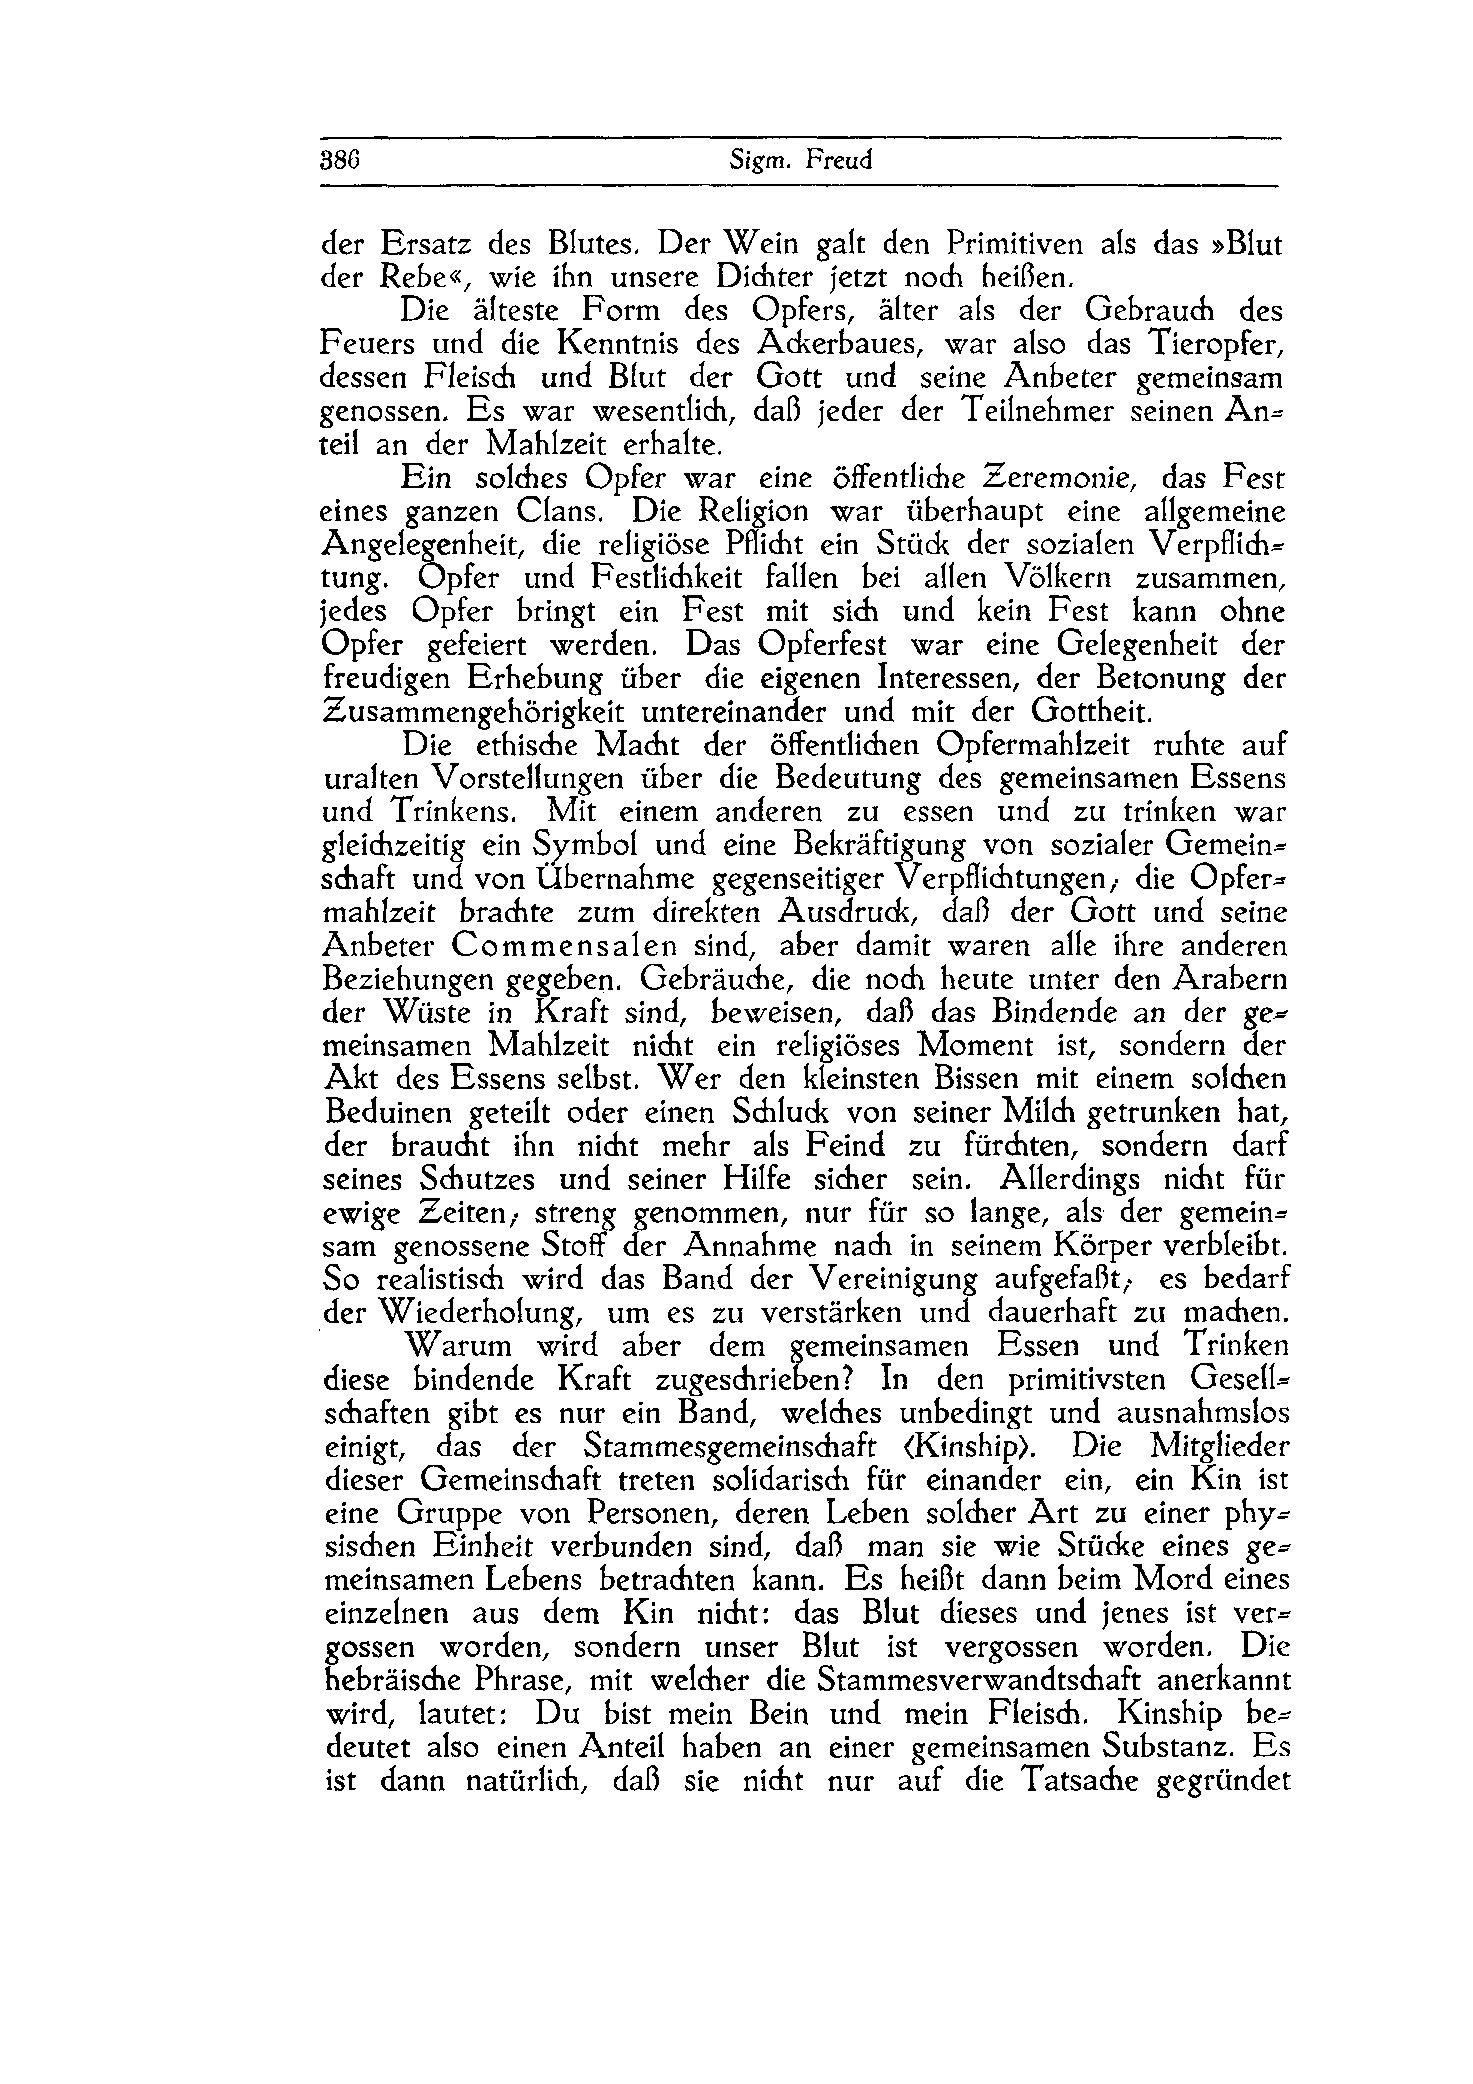 386 Sigm. Freud
der Ersatz des Blutes. Der Wein galt den Primitiven als das »Blut
der Rebe«, wie ihn unsere Dichter jetzt noch heißen.
Die älteste Form des Opfers, älter als der Gebrauch des
Feuers und die Kenntnis des Ackerbaues, war also das Tieropfer,
dessen Fleisch und Blut der Gott und seine Anbeter gemeinsam
genossen. Es war wesentlich, daß jeder der Teilnehmer seinen An-
teil an der Mahlzeit erhalte.
Ein solches Opfer war eine öffentliche Zeremonie, das Fest
eines ganzen Clans. Die Religion war überhaupt eine allgemeine
Angelegenheit, die religiöse Pflicht ein Stück der sozialen Verpflich-
tung. Opfer und Festlichkeit fallen bei allen Völkern zusammen,
jedes Opfer bringt ein Fest mit sich und kein Fest kann ohne
Opfer gefeiert werden. Das Opferfest war eine Gelegenheit der
freudigen Erhebung über die eigenen Interessen, der Betonung der
Zusammengehörigkeit untereinander und mit der Gottheit.
Die ethische Macht der öffentlichen Opfermahlzeit ruhte auf
uralten Vorstellungen über die Bedeutung des gemeinsamen Essens
und Trinkens. Mit einem anderen zu essen und zu trinken war
gleichzeitig ein Symbol und eine Bekräftigung von sozialer Gemein-
schaft und von Übernahme gegenseitiger Verpflichtungen; die Opfer-
mahlzeit brachte zum direkten Ausdruck, daß der Gott und seine
Anbeter Commensalen sind, aber damit waren alle ihre anderen
Beziehungen gegeben. Gebräuche, die noch heute unter den Arabern
der Wüste in Kraft sind, beweisen, daß das Bindende an der ge-
meinsamen Mahlzeit nicht ein religiöses Moment ist, sondern der
Akt des Essens selbst. Wer den kleinsten Bissen mit einem solchen
Beduinen geteilt oder einen Schluck von seiner Milch getrunken hat,
der braucht ihn nicht mehr als Feind zu fürchten, sondern darf
seines Schutzes und seiner Hilfe sicher sein. Allerdings nicht für
ewige Zeiten; streng genommen, nur für so lange, als der gemein-
sam genossene Stoff der Annahme nach in seinem Körper verbleibt.
So realistisch wird das Band der Vereinigung aufgefaßt; es bedarf
der Wiederholung, um es zu verstärken und dauerhaft zu machen.
Warum wird aber dem gemeinsamen Essen und Trinken
diese bindende Kraft zugeschrieben? In den primitivsten Gesell-
schaften gibt es nur ein Band, welches unbedingt und ausnahmslos
einigt, das der Stammesgemeinschaft (Kinship). Die Mitglieder
dieser Gemeinschaft treten solidarisch für einander ein, ein Kin ist
eine Gruppe von Personen, deren Leben solcher Art zu einer phy-
sischen Einheit verbunden sind, daß man sie wie Stücke eines ge-
meinsamen Lebens betrachten kann. Es heißt dann beim Mord eines
einzelnen aus dem Kin nicht: das Blut dieses und jenes ist ver-
gossen worden, sondern unser Blut ist vergossen worden. Die
hebräische Phrase, mit welcher die Stammesverwandtschaft anerkannt
wird, lautet: Du bist mein Bein und mein Fleisch. Kinship be-
deutet also einen Anteil haben an einer gemeinsamen Substanz. Es
ist dann natürlich, daß sie nicht nur auf die Tatsache gegründet